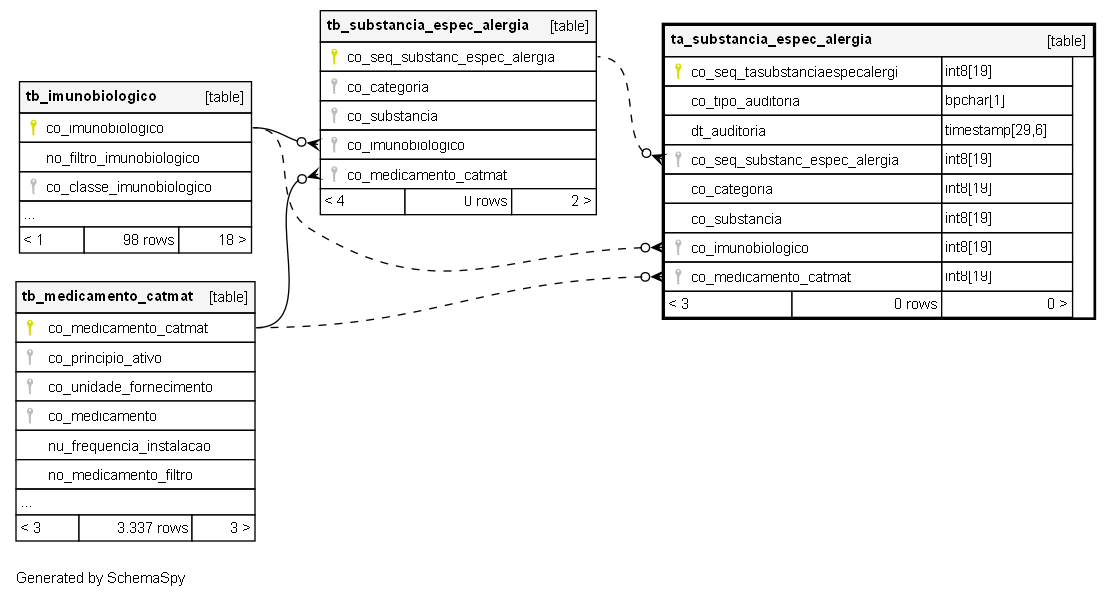 tb_substancia_espec_alergia [table]
co_seq_substanc_espec_alergia
co_categoria
co_substancia
co_imunobiologico
co_medicamento_catmat
< 4 0 rows 2 >
ta_substancia_espec_alergia [table]
co_seq_tasubstanciaespecalergi int8[19]
co_tipo_auditoria bpchar[1]
dt_auditoria timestamp[29,6]
co_seq_substanc_espec_alergia int8[19]
co_categoria int8[19]
co_substancia int8[19]
co_imunobiologico int8[19]
co_medicamento_catmat int8[19]
< 3 0 rows 0 >
tb_imunobiologico [table]
co_imunobiologico
no_filtro_imunobiologico
co_classe_imunobiologico
...
< 1 98 rows 18 >
tb_medicamento_catmat [table]
co_medicamento_catmat
co_principio_ativo
co_unidade_fornecimento
co_medicamento
nu_frequencia_instalacao
no_medicamento_filtro
...
< 3 3.337 rows 3 >
Generated by SchemaSpy